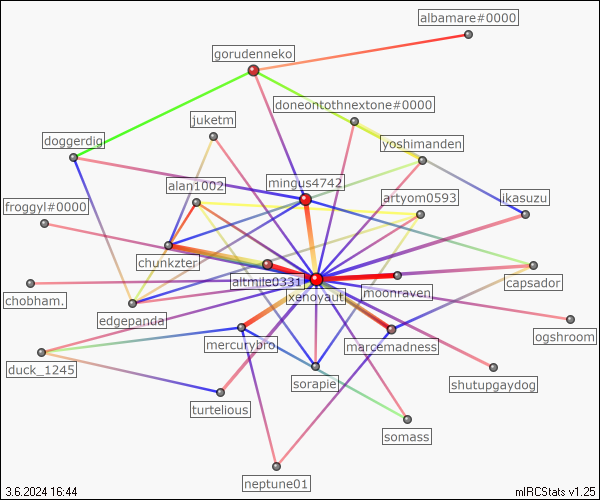 albamare#0000
gorudenneko
doneontothnextone#0000
juketm
doggerdig
yoshimanden
alan1002
mingus4742
artyom0593
ikasuzu
froggyl#0000
chunkzter
altmile0331
xenoyaut
moonraven
capsador
chobham.
edgepanda
ogshroom
mercurybro
marcemadness
duck_1245
sorapie
shutupgaydog
turtelious
somass
neptune01
3.6.2024 16:44
mIRCStats v1.25